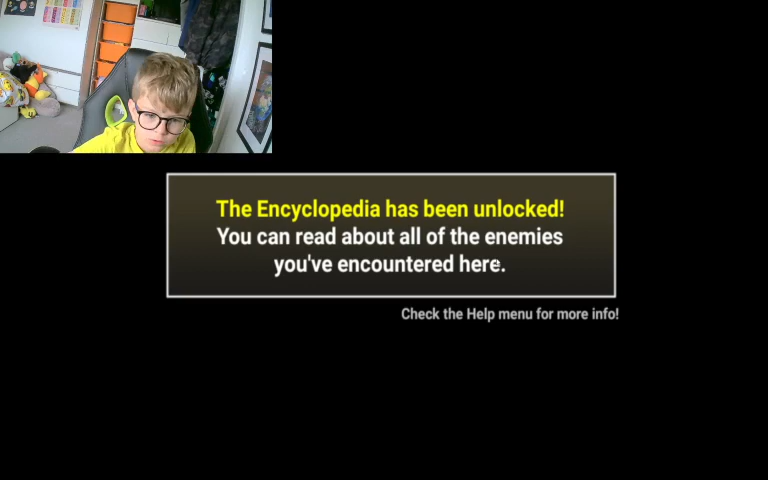 The Encyclopedia has been unlocked!
You can read about all of the enemies
you've encountered here.
Check the Help menu for more info!